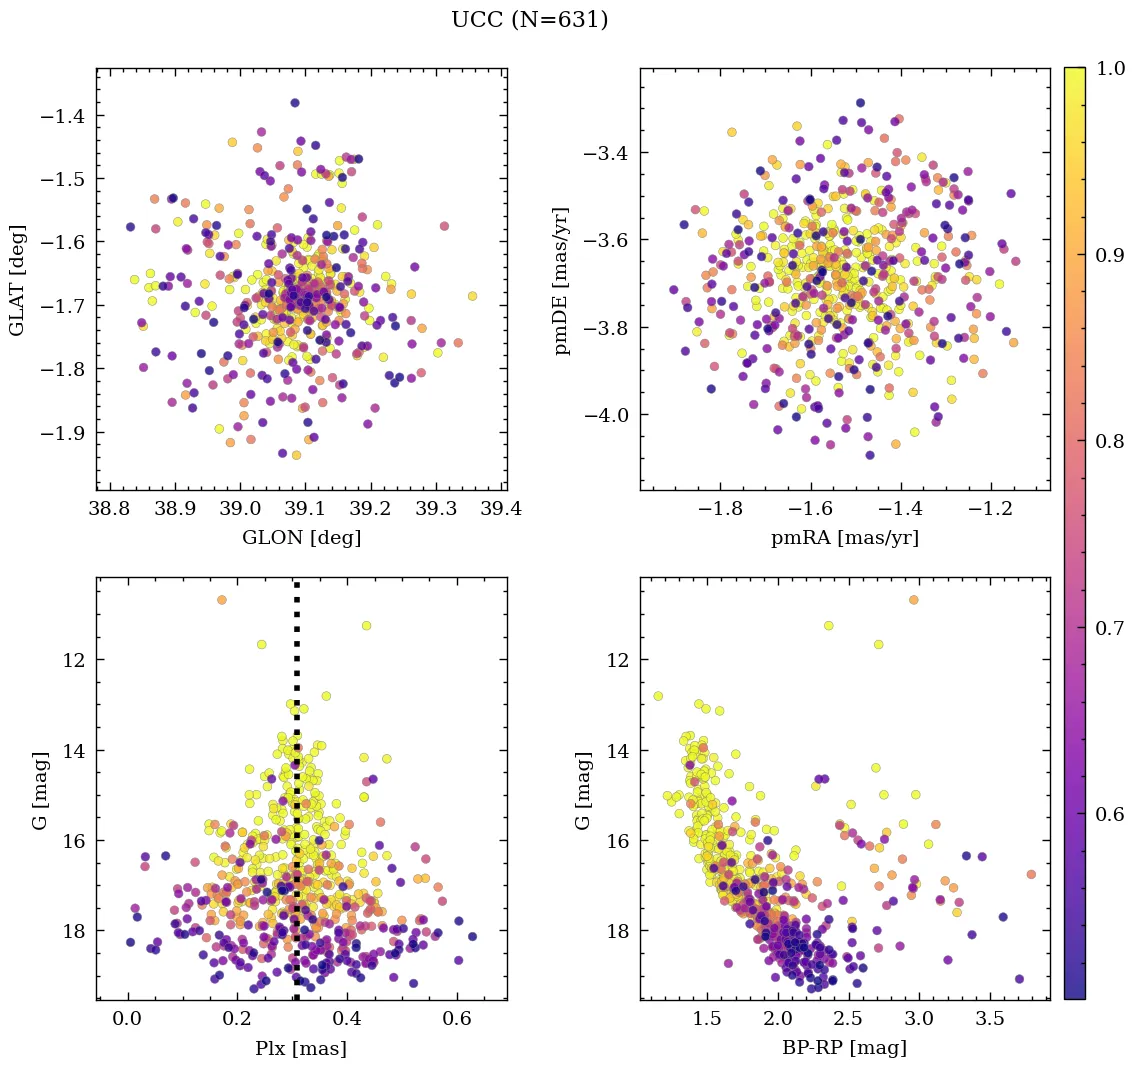 UCC (N=631)
−1.4
−1.5
−1.6
−1.7
−1.8
−1.9
GLAT [deg]
38.8 38.9 39.0 39.1 39.2 39.3 39.4
GLON [deg]
−3.4
−3.6
−3.8
−4.0
pmDE [mas/yr]
−1.8 −1.6 −1.4 −1.2
pmRA [mas/yr]
1.0
0.9
0.8
0.7
0.6
12
14
16
18
G [mag]
0.0 0.2 0.4 0.6
Plx [mas]
12
14
16
18
G [mag]
1.5 2.0 2.5 3.0 3.5
BP-RP [mag]